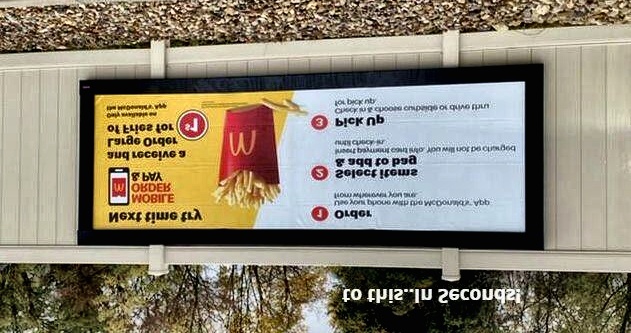 to this..In Seconds!
Next time try
MOBILE
ORDER
& PAY
and receive a
Large Order
of Fries for $1
Only available on
the McDonald's App
1 Order
Use your phone with the McDonald's App
from wherever you are.
2 Select items
& add to bag
Insert payment card info. You will not be charged
until check-in.
3 Pick Up
Check in & choose curbside or drive thru
for pick up.